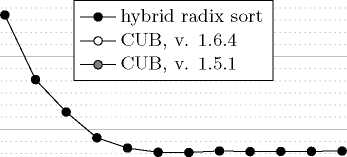 hybrid radix sort
CUB, v. 1.6.4
CUB, v. 1.5.1